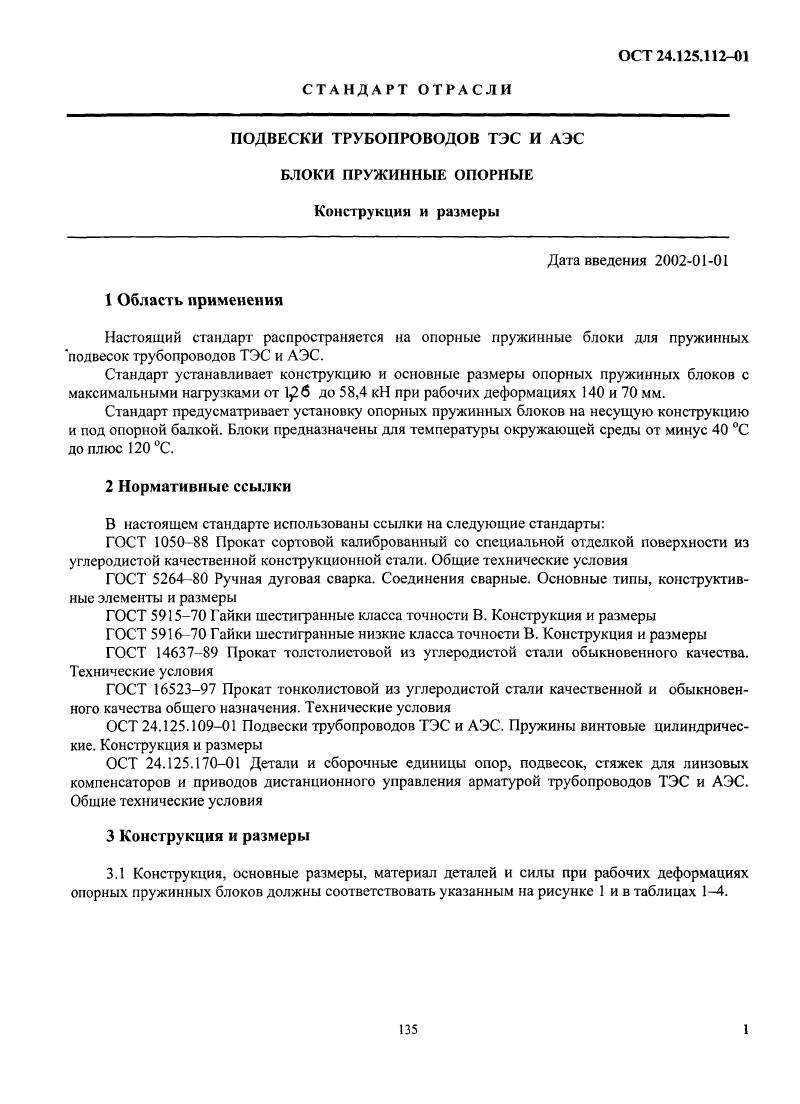 ОСТ 24.125.112–01
СТАНДАРТ ОТРАСЛИ
ПОДВЕСКИ ТРУБОПРОВОДОВ ТЭС И АЭС
БЛОКИ ПРУЖИННЫЕ ОПОРНЫЕ
Конструкция и размеры
Дата введения 2002-01-01
1 Область применения
Настоящий стандарт распространяется на опорные пружинные блоки для пружинных
подвесок трубопроводов ТЭС и АЭС.
Стандарт устанавливает конструкцию и основные размеры опорных пружинных блоков с
максимальными нагрузками от 1,26 до 58,4 кН при рабочих деформациях 140 и 70 мм.
Стандарт предусматривает установку опорных пружинных блоков на несущую конструкцию
и под опорной балкой. Блоки предназначены для температуры окружающей среды от минус 40 °С
до плюс 120 °С.
2 Нормативные ссылки
В настоящем стандарте использованы ссылки на следующие стандарты:
ГОСТ 1050–88 Прокат сортовой калиброванный со специальной отделкой поверхности из
углеродистой качественной конструкционной стали. Общие технические условия
ГОСТ 5264–80 Ручная дуговая сварка. Соединения сварные. Основные типы, конструктив-
ные элементы и размеры
ГОСТ 5915–70 Гайки шестигранные класса точности В. Конструкция и размеры
ГОСТ 5916–70 Гайки шестигранные низкие класса точности В. Конструкция и размеры
ГОСТ 14637–89 Прокат толстолистовой из углеродистой стали обыкновенного качества.
Технические условия
ГОСТ 16523–97 Прокат тонколистовой из углеродистой стали качественной и обыкновен-
ного качества общего назначения. Технические условия
ОСТ 24.125.109–01 Подвески трубопроводов ТЭС и АЭС. Пружины винтовые цилиндричес-
кие. Конструкция и размеры
ОСТ 24.125.170–01 Детали и сборочные единицы опор, подвесок, стяжек для линзовых
компенсаторов и приводов дистанционного управления арматурой трубопроводов ТЭС и АЭС.
Общие технические условия
3 Конструкция и размеры
3.1 Конструкция, основные размеры, материал деталей и силы при рабочих деформациях
опорных пружинных блоков должны соответствовать указанным на рисунке 1 и в таблицах 1–4.
135
1